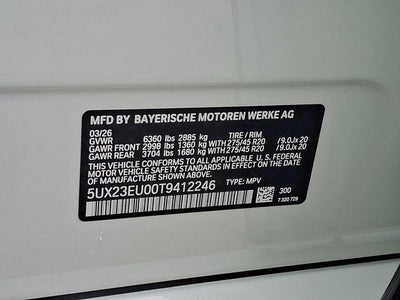 MFD BY BAYERISCHE MOTOREN WERKE AG
03/26 TIRE / RIM
GVWR 6360 lbs 2885 kg
GAWR FRONT 2998 lbs 1360 kg 275/45 R20 /9.0Jx 20
GAWR REAR 3704 lbs 1680 kg 275/45 R20 /9.0Jx 20
THIS VEHICLE CONFORMS TO ALL APPLICABLE U.S. FEDERAL
MOTOR VEHICLE SAFETY STANDARDS IN EFFECT ON THE
DATE OF MANUFACTURE SHOWN ABOVE.
5UX23EU00T9412246 TYPE: MPV
300
7 320 729